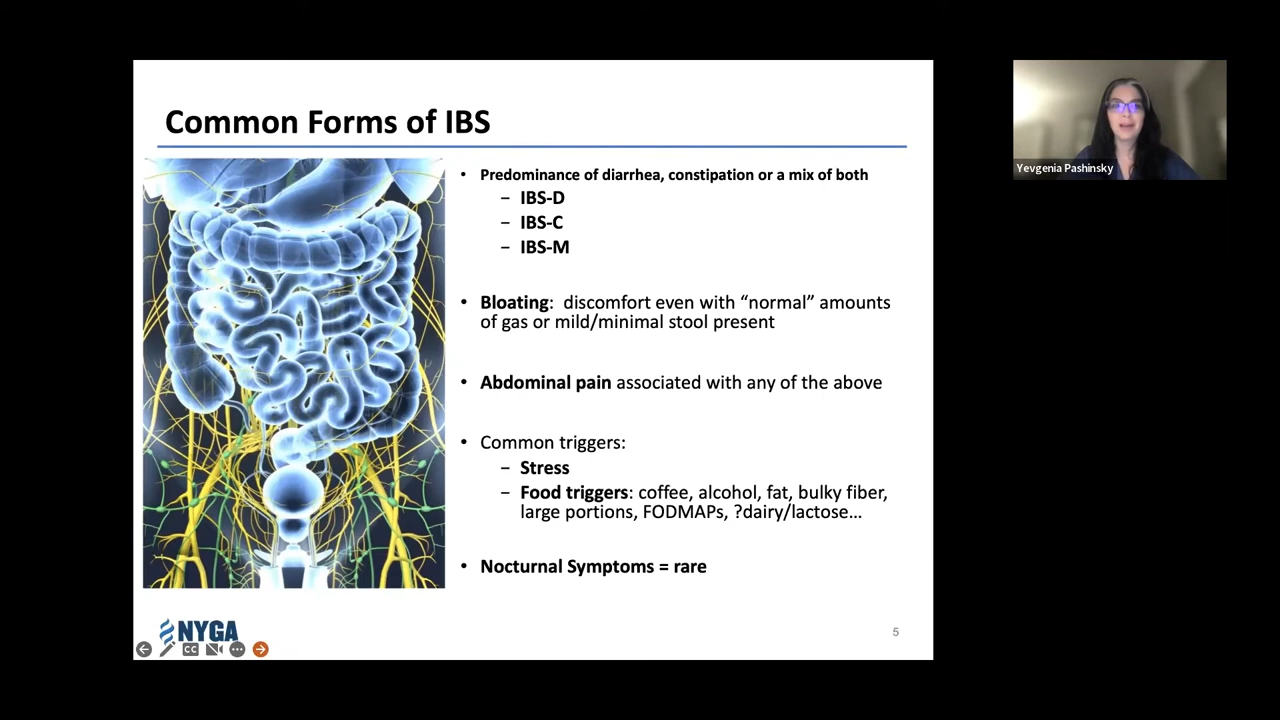 Common Forms of IBS
• Predominance of diarrhea, constipation or a mix of both
– IBS-D
– IBS-C
– IBS-M
• Bloating:  discomfort even with “normal” amounts
of gas or mild/minimal stool present
• Abdominal pain associated with any of the above
• Common triggers:
– Stress
– Food triggers: coffee, alcohol, fat, bulky fiber,
large portions, FODMAPs, ?dairy/lactose…
• Nocturnal Symptoms = rare
NYGA
CC
5
Yevgenia Pashinsky